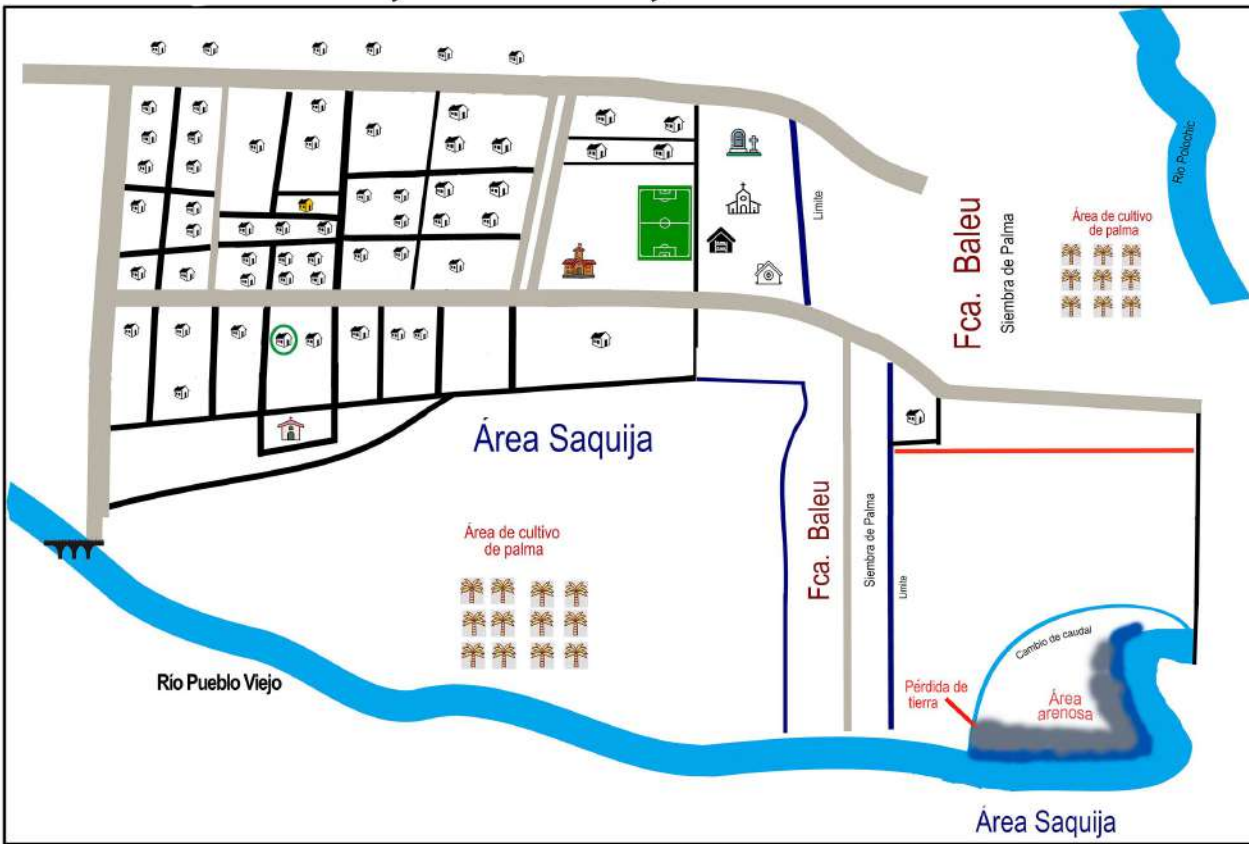 Río Polochic
Límite
Fca. Baleu
Siembra de Palma
Área de cultivo
de palma
Área Saquija
Área de cultivo
de palma
Fca. Baleu
Siembra de Palma
Límite
Río Pueblo Viejo
Cambio de caudal
Pérdida de
tierra
Área
arenosa
Área Saquija